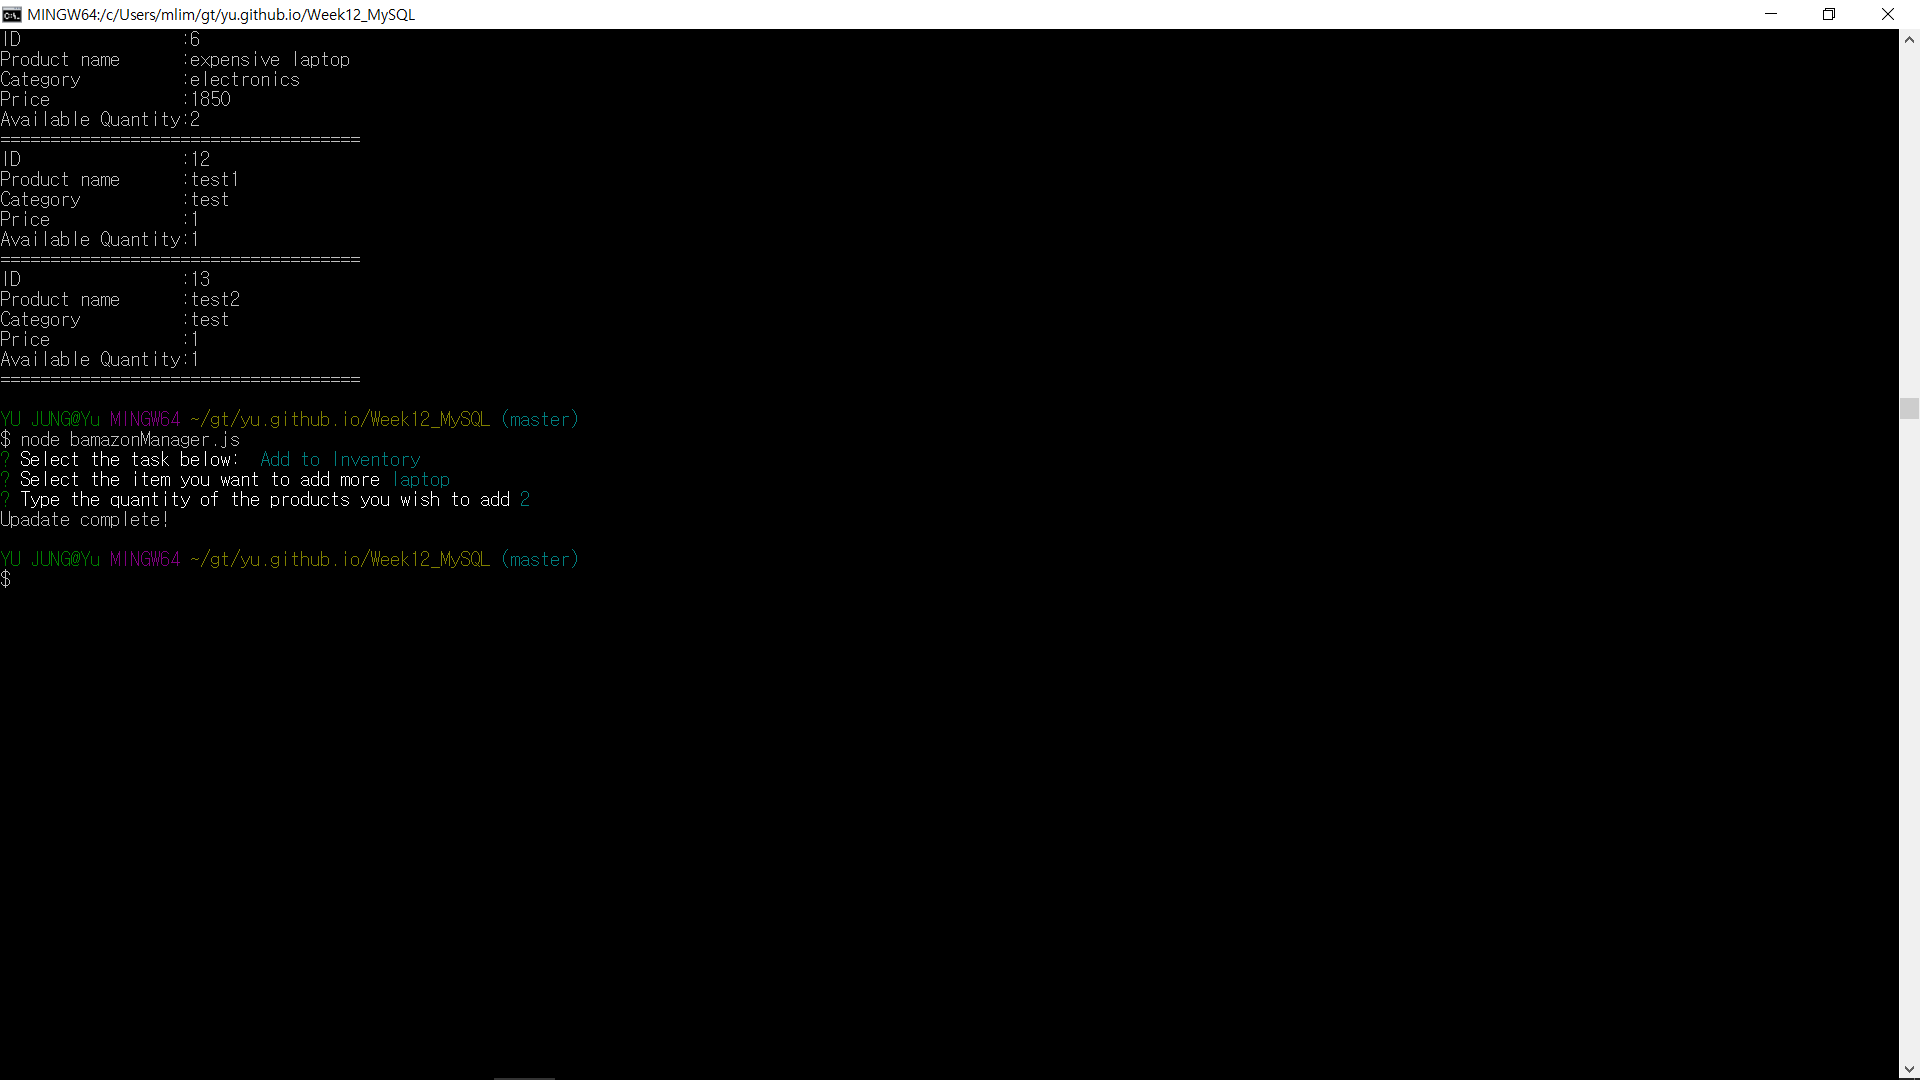 MINGW64:/c/Users/mlim/gt/yu.github.io/Week12_MySQL
ID                :6
Product name      :expensive laptop
Category          :electronics
Price             :1850
Available Quantity:2
====================================
ID                :12
Product name      :test1
Category          :test
Price             :1
Available Quantity:1
====================================
ID                :13
Product name      :test2
Category          :test
Price             :1
Available Quantity:1
====================================
YU JUNG@Yu MINGW64 ~/gt/yu.github.io/Week12_MySQL (master)
$ node bamazonManager.js
? Select the task below:  Add to Inventory
? Select the item you want to add more laptop
? Type the quantity of the products you wish to add 2
Upadate complete!
YU JUNG@Yu MINGW64 ~/gt/yu.github.io/Week12_MySQL (master)
$